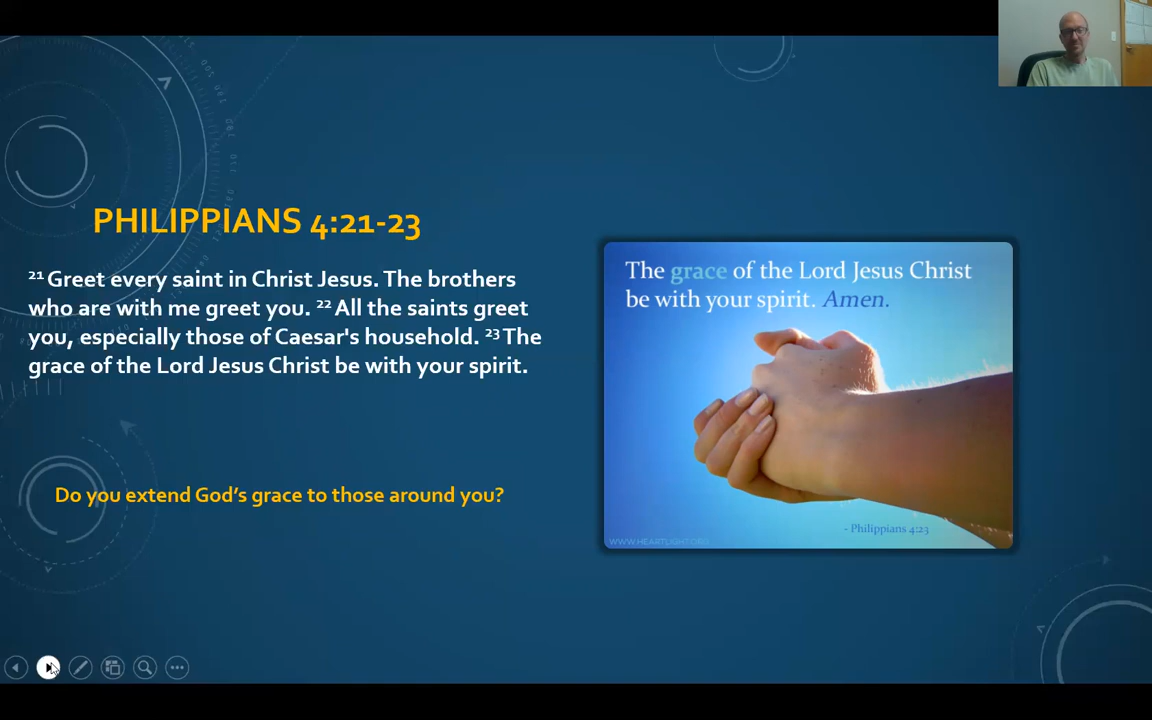 PHILIPPIANS 4:21-23
21 Greet every saint in Christ Jesus. The brothers
who are with me greet you. 22 All the saints greet
you, especially those of Caesar's household. 23 The
grace of the Lord Jesus Christ be with your spirit.
Do you extend God's grace to those around you?
The grace of the Lord Jesus Christ
be with your spirit. Amen.
- Philippians 4:23
WWW.HEARTLIGHT.ORG